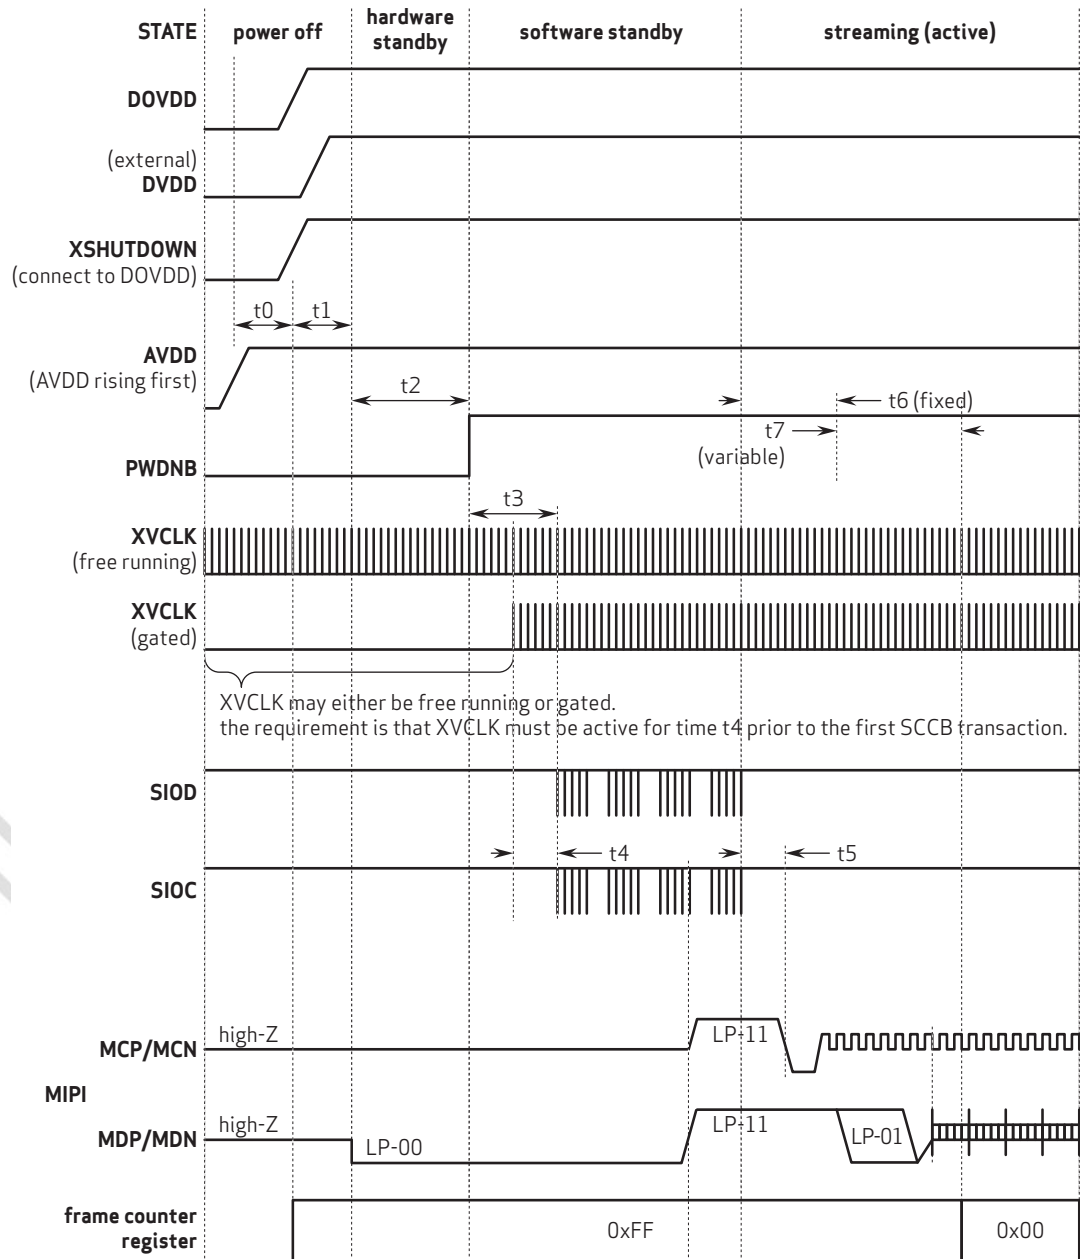 STATE
power off
hardware
standby
software standby
streaming (active)
DOVDD
(external)
DVDD
XSHUTDOWN
(connect to DOVDD)
t0
t1
AVDD
(AVDD rising first)
t2
t6 (fixed)
t7
(variable)
PWDNB
t3
XVCLK
(free running)
XVCLK
(gated)
XVCLK may either be free running or gated.
the requirement is that XVCLK must be active for time t4 prior to the first SCCB transaction.
SIOD
t4
t5
SIOC
high-Z
LP-11
MCP/MCN
MIPI
high-Z
LP-11
MDP/MDN
LP-00
LP-01
frame counter
register
0xFF
0x00